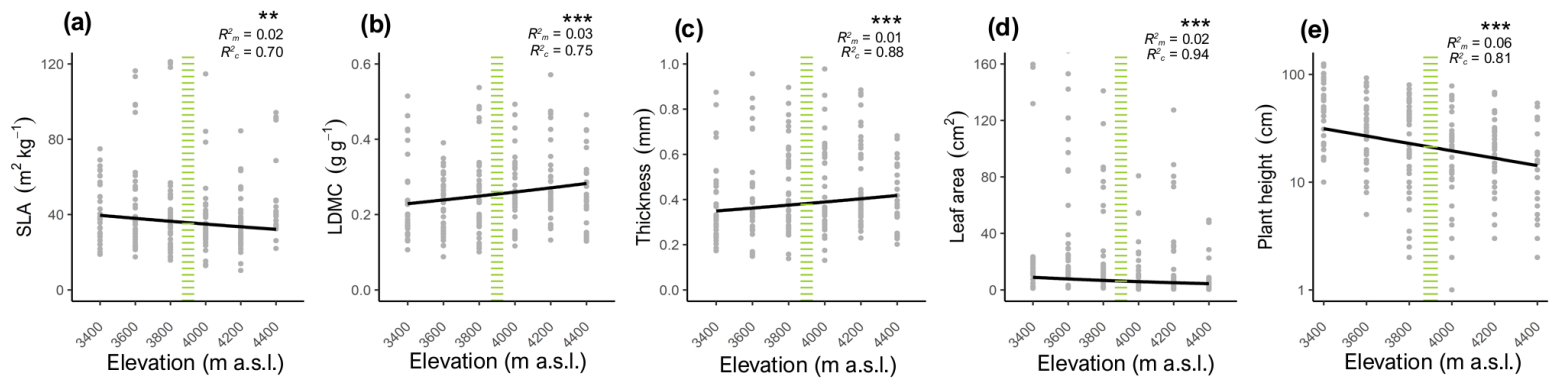 (a)
**
R²m = 0.02
R²c = 0.70
120
80
40
0
SLA (m² kg⁻¹)
3400
3600
3800
4000
4200
4400
Elevation (m a.s.l.)
(b)
***
R²m = 0.03
R²c = 0.75
0.6
0.4
0.2
0.0
LDMC (g g⁻¹)
3400
3600
3800
4000
4200
4400
Elevation (m a.s.l.)
(c)
***
R²m = 0.01
R²c = 0.88
1.0
0.8
0.6
0.4
0.2
0.0
Thickness (mm)
3400
3600
3800
4000
4200
4400
Elevation (m a.s.l.)
(d)
***
R²m = 0.02
R²c = 0.94
160
120
80
40
0
Leaf area (cm²)
3400
3600
3800
4000
4200
4400
Elevation (m a.s.l.)
(e)
***
R²m = 0.06
R²c = 0.81
100
10
1
Plant height (cm)
3400
3600
3800
4000
4200
4400
Elevation (m a.s.l.)